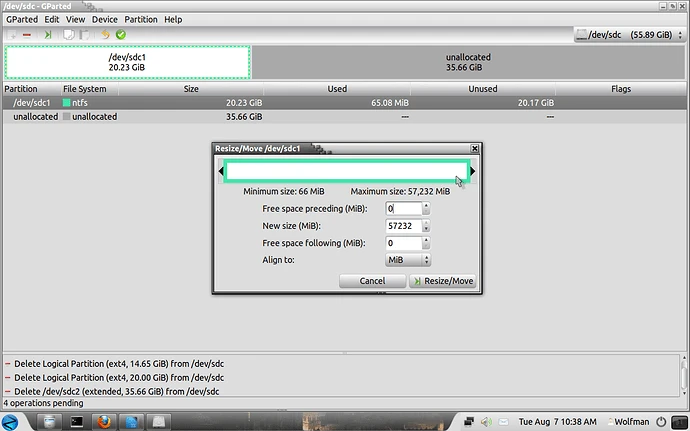 /dev/sdc - GParted
GParted Edit View Device Partition Help
/dev/sdc (55.89 GiB)
/dev/sdc1
20.23 GiB
unallocated
35.66 GiB
Partition File System Size Used Unused Flags
/dev/sdc1 ntfs 20.23 GiB 65.08 MiB 20.17 GiB
unallocated unallocated 35.66 GiB --- ---
Resize/Move /dev/sdc1
Minimum size: 66 MiB Maximum size: 57,232 MiB
Free space preceding (MiB): 0
New size (MiB): 57232
Free space following (MiB): 0
Align to: MiB
Cancel Resize/Move
Delete Logical Partition (ext4, 14.65 GiB) from /dev/sdc
Delete Logical Partition (ext4, 20.00 GiB) from /dev/sdc
Delete /dev/sdc2 (extended, 35.66 GiB) from /dev/sdc
4 operations pending
Tue Aug 7 10:38 AM Wolfman